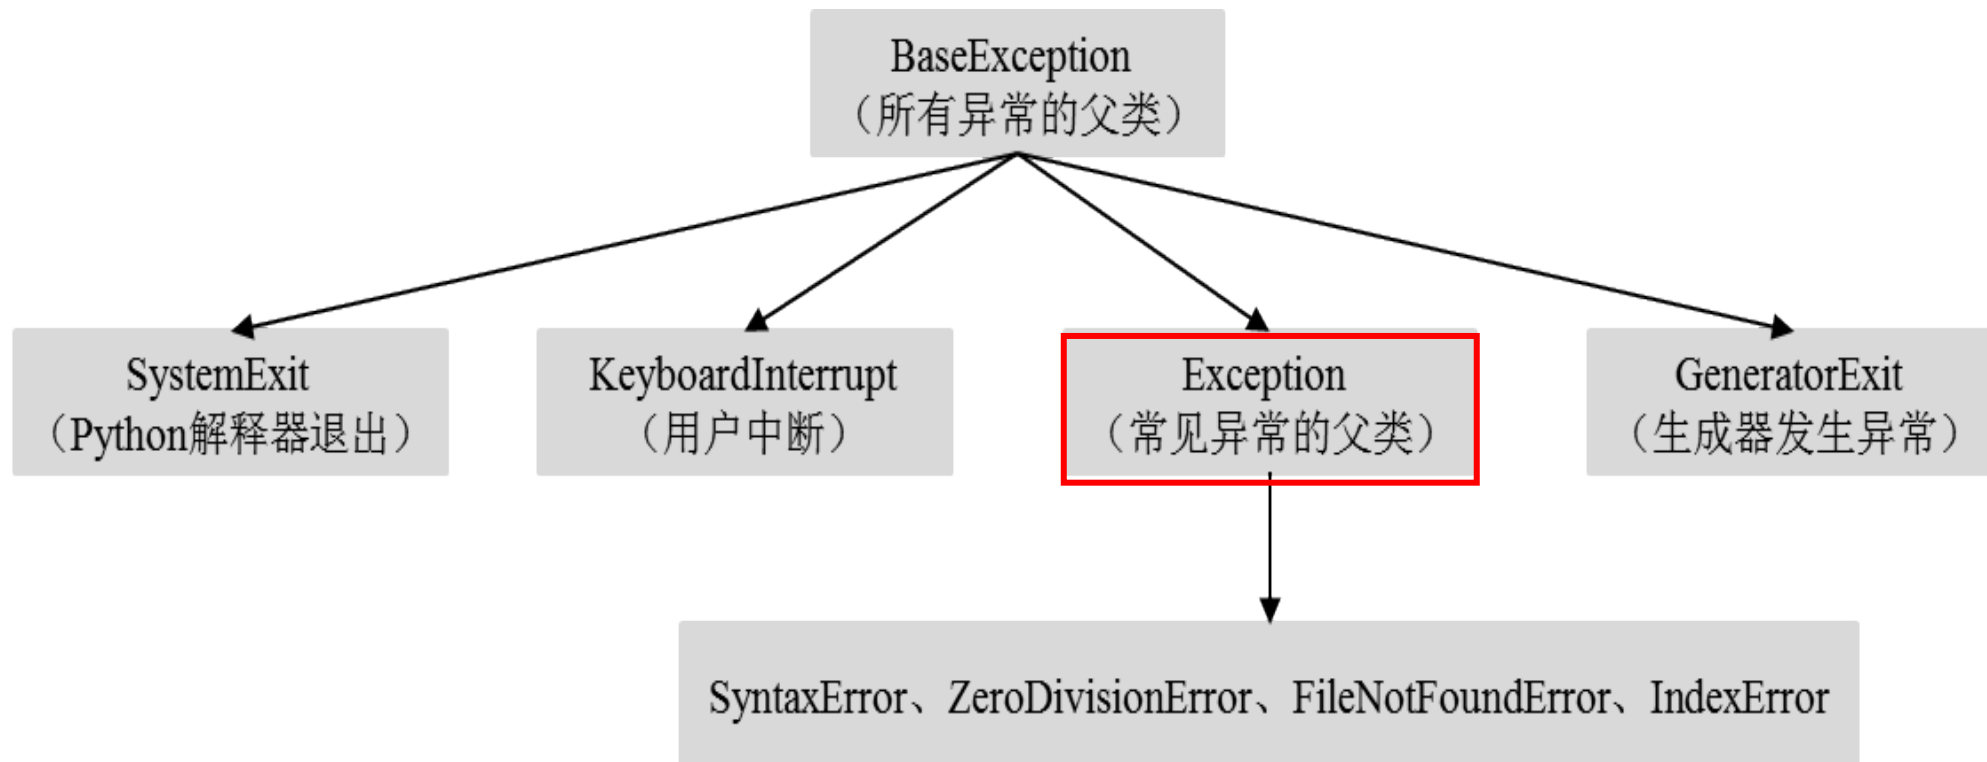 BaseException
（所有异常的父类）
SystemExit
（Python解释器退出）
KeyboardInterrupt
（用户中断）
Exception
（常见异常的父类）
GeneratorExit
（生成器发生异常）
SyntaxError、ZeroDivisionError、FileNotFoundError、IndexError